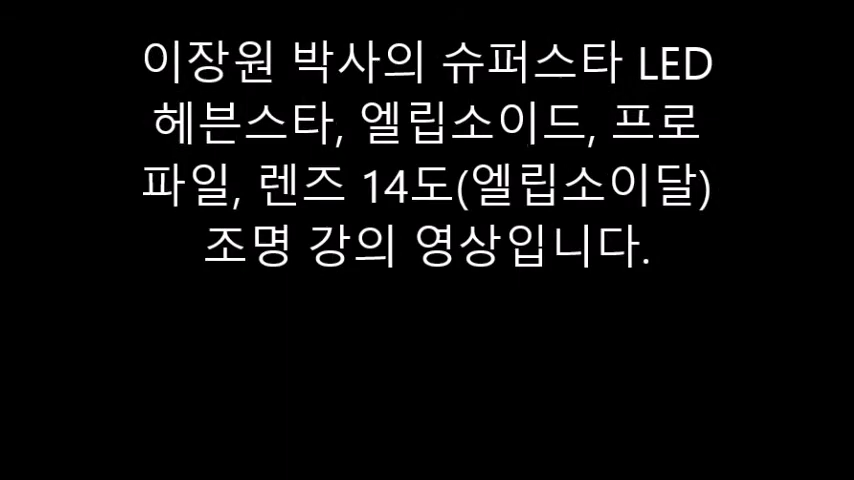 이장원 박사의 슈퍼스타 LED
헤븐스타, 엘립소이드, 프로
파일, 렌즈 14도(엘립소이달)
조명 강의 영상입니다.